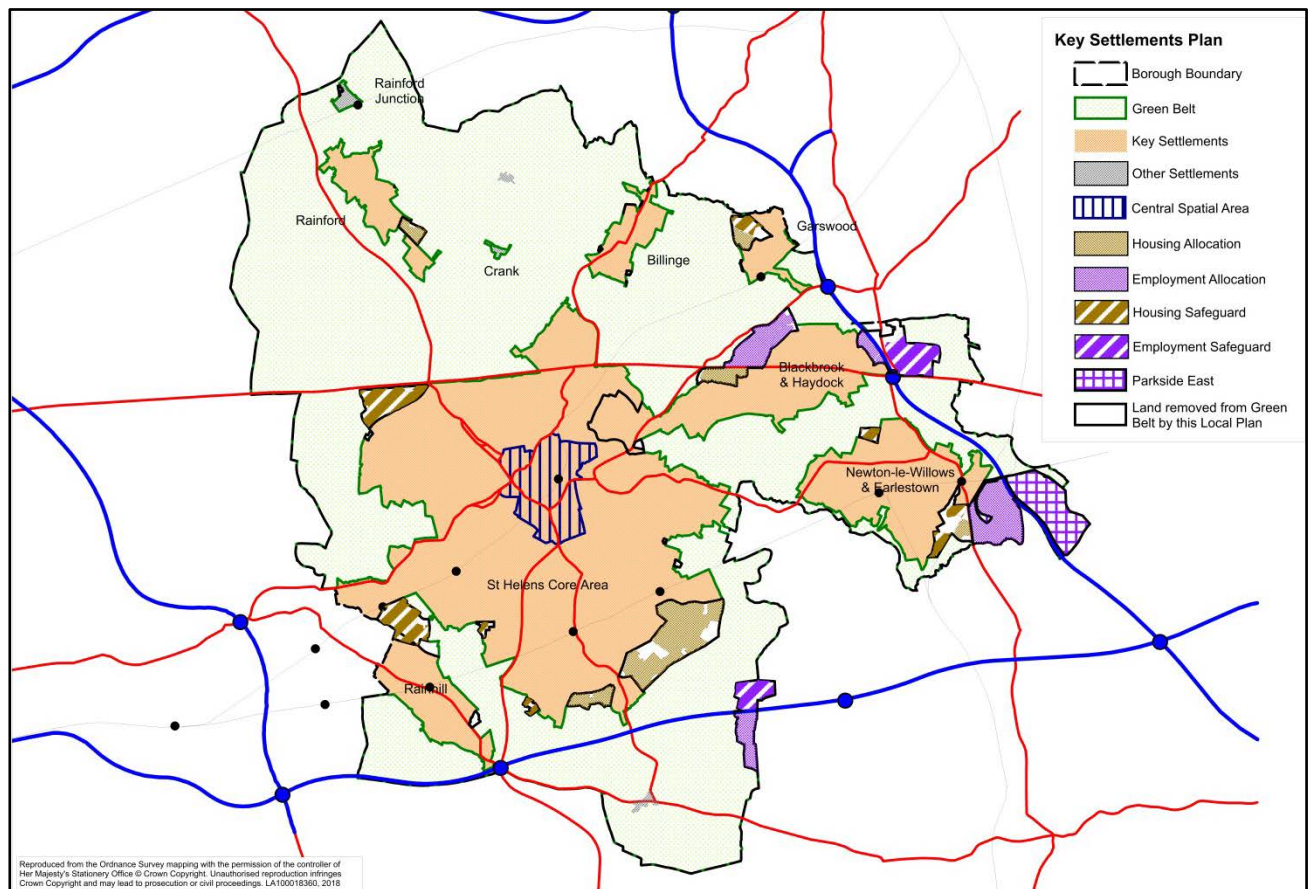 Key Settlements Plan
Borough Boundary
Green Belt
Key Settlements
Other Settlements
Central Spatial Area
Housing Allocation
Employment Allocation
Housing Safeguard
Employment Safeguard
Parkside East
Land removed from Green
Belt by this Local Plan
Rainford
Junction
Rainford
Crank
Billinge
Garswood
Blackbrook
& Haydock
Newton-le-Willows
& Earlestown
St Helens Core Area
Rainhill
Reproduced from the Ordnance Survey mapping with the permission of the controller of
Her Majesty's Stationery Office © Crown Copyright. Unauthorised reproduction infringes
Crown Copyright and may lead to prosecution or civil proceedings. LA100018360, 2018